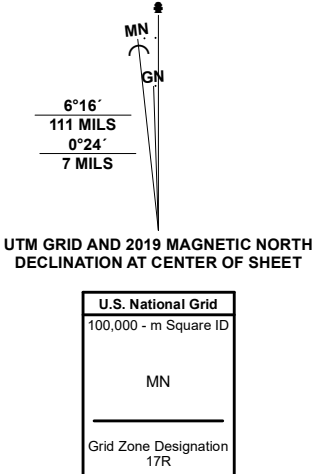 MN
GN
6°16´
111 MILS
0°24´
7 MILS
UTM GRID AND 2019 MAGNETIC NORTH
DECLINATION AT CENTER OF SHEET
U.S. National Grid
100,000 - m Square ID
MN
Grid Zone Designation
17R